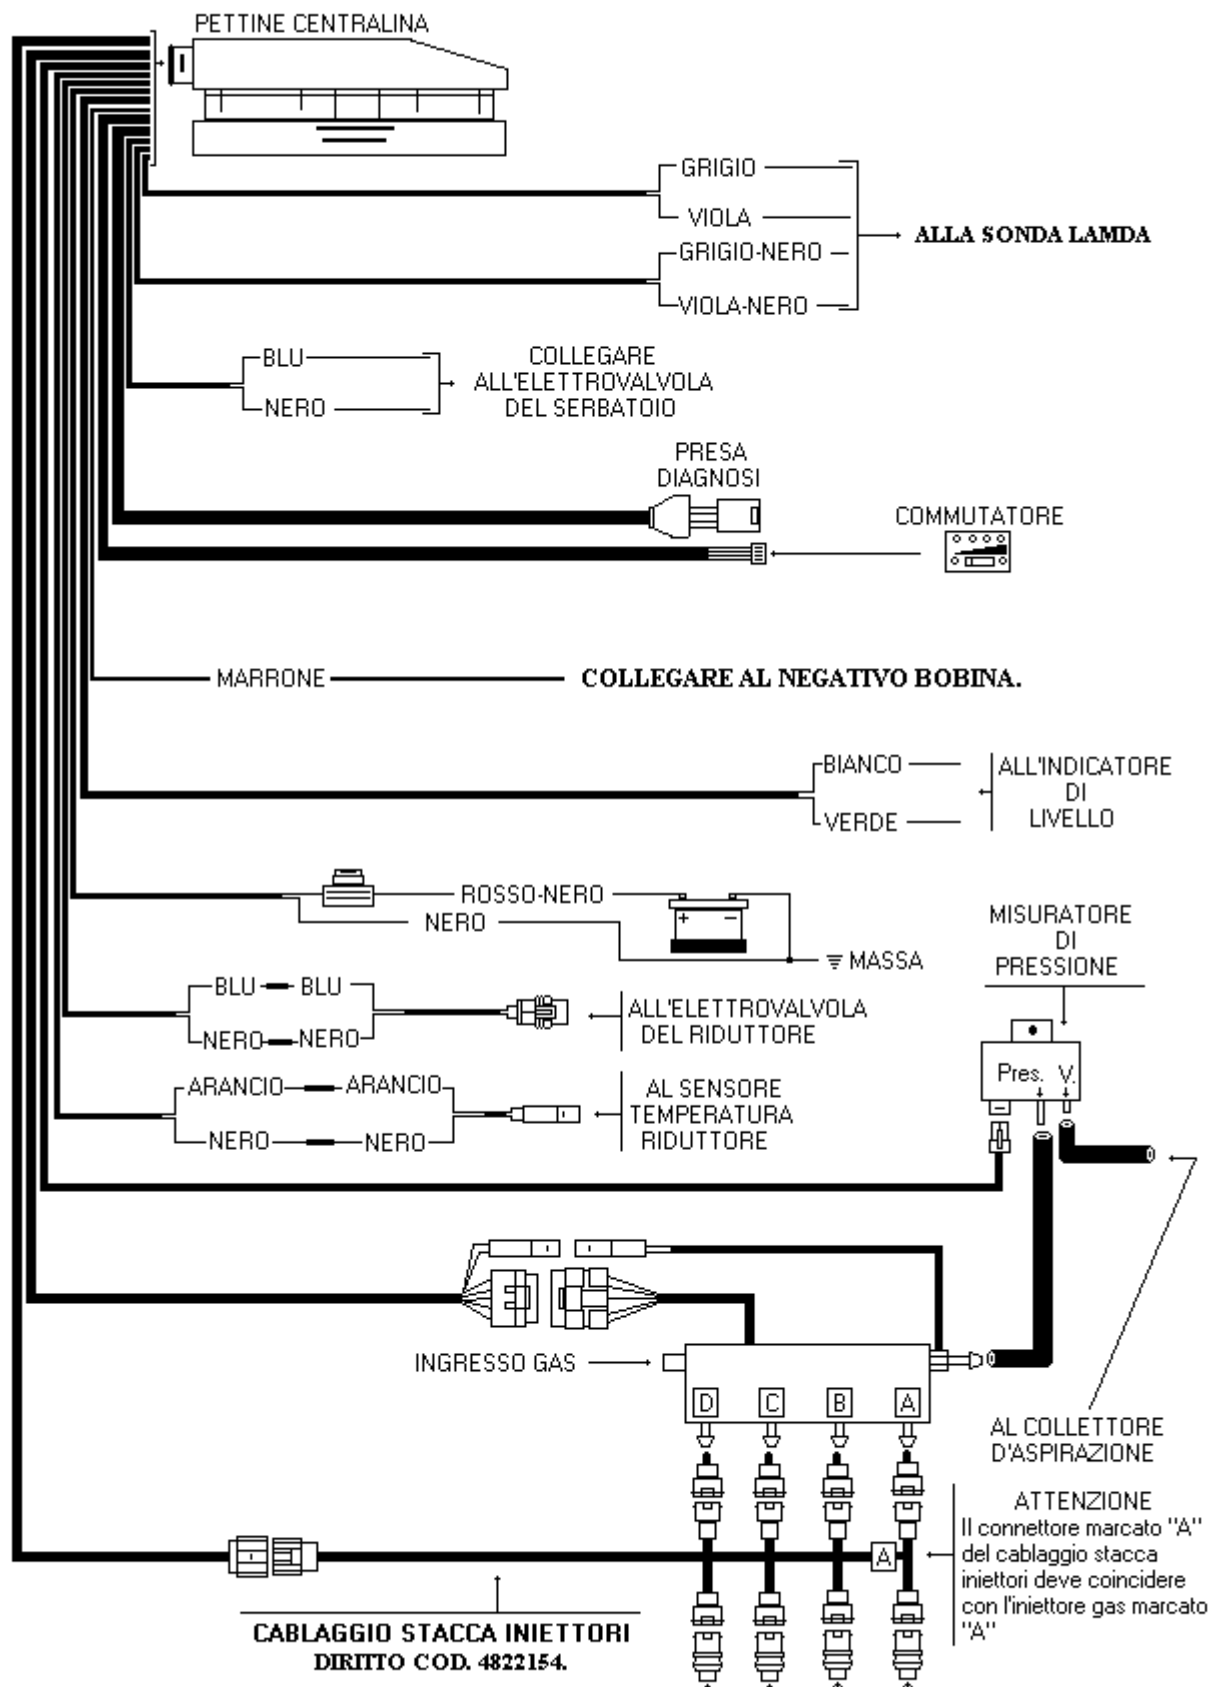 PETTINE CENTRALINA
GRIGIO
VIOLA
GRIGIO-NERO
VIOLA-NERO
ALLA SONDA LAMDA
BLU
NERO
COLLEGARE
ALL'ELETTROVALVOLA
DEL SERBATOIO
PRESA
DIAGNOSI
COMMUTATORE
MARRONE
COLLEGARE AL NEGATIVO BOBINA.
BIANCO
VERDE
ALL'INDICATORE
DI
LIVELLO
ROSSO-NERO
NERO
+ −
MASSA
MISURATORE
DI
PRESSIONE
Pres. V.
BLU BLU
NERO NERO
ALL'ELETTROVALVOLA
DEL RIDUTTORE
ARANCIO ARANCIO
NERO NERO
AL SENSORE
TEMPERATURA
RIDUTTORE
INGRESSO GAS
D C B A
AL COLLETTORE
D'ASPIRAZIONE
ATTENZIONE
Il connettore marcato "A"
del cablaggio stacca
iniettori deve coincidere
con l'iniettore gas marcato
"A"
A
CABLAGGIO STACCA INIETTORI
DIRITTO COD. 4822154.